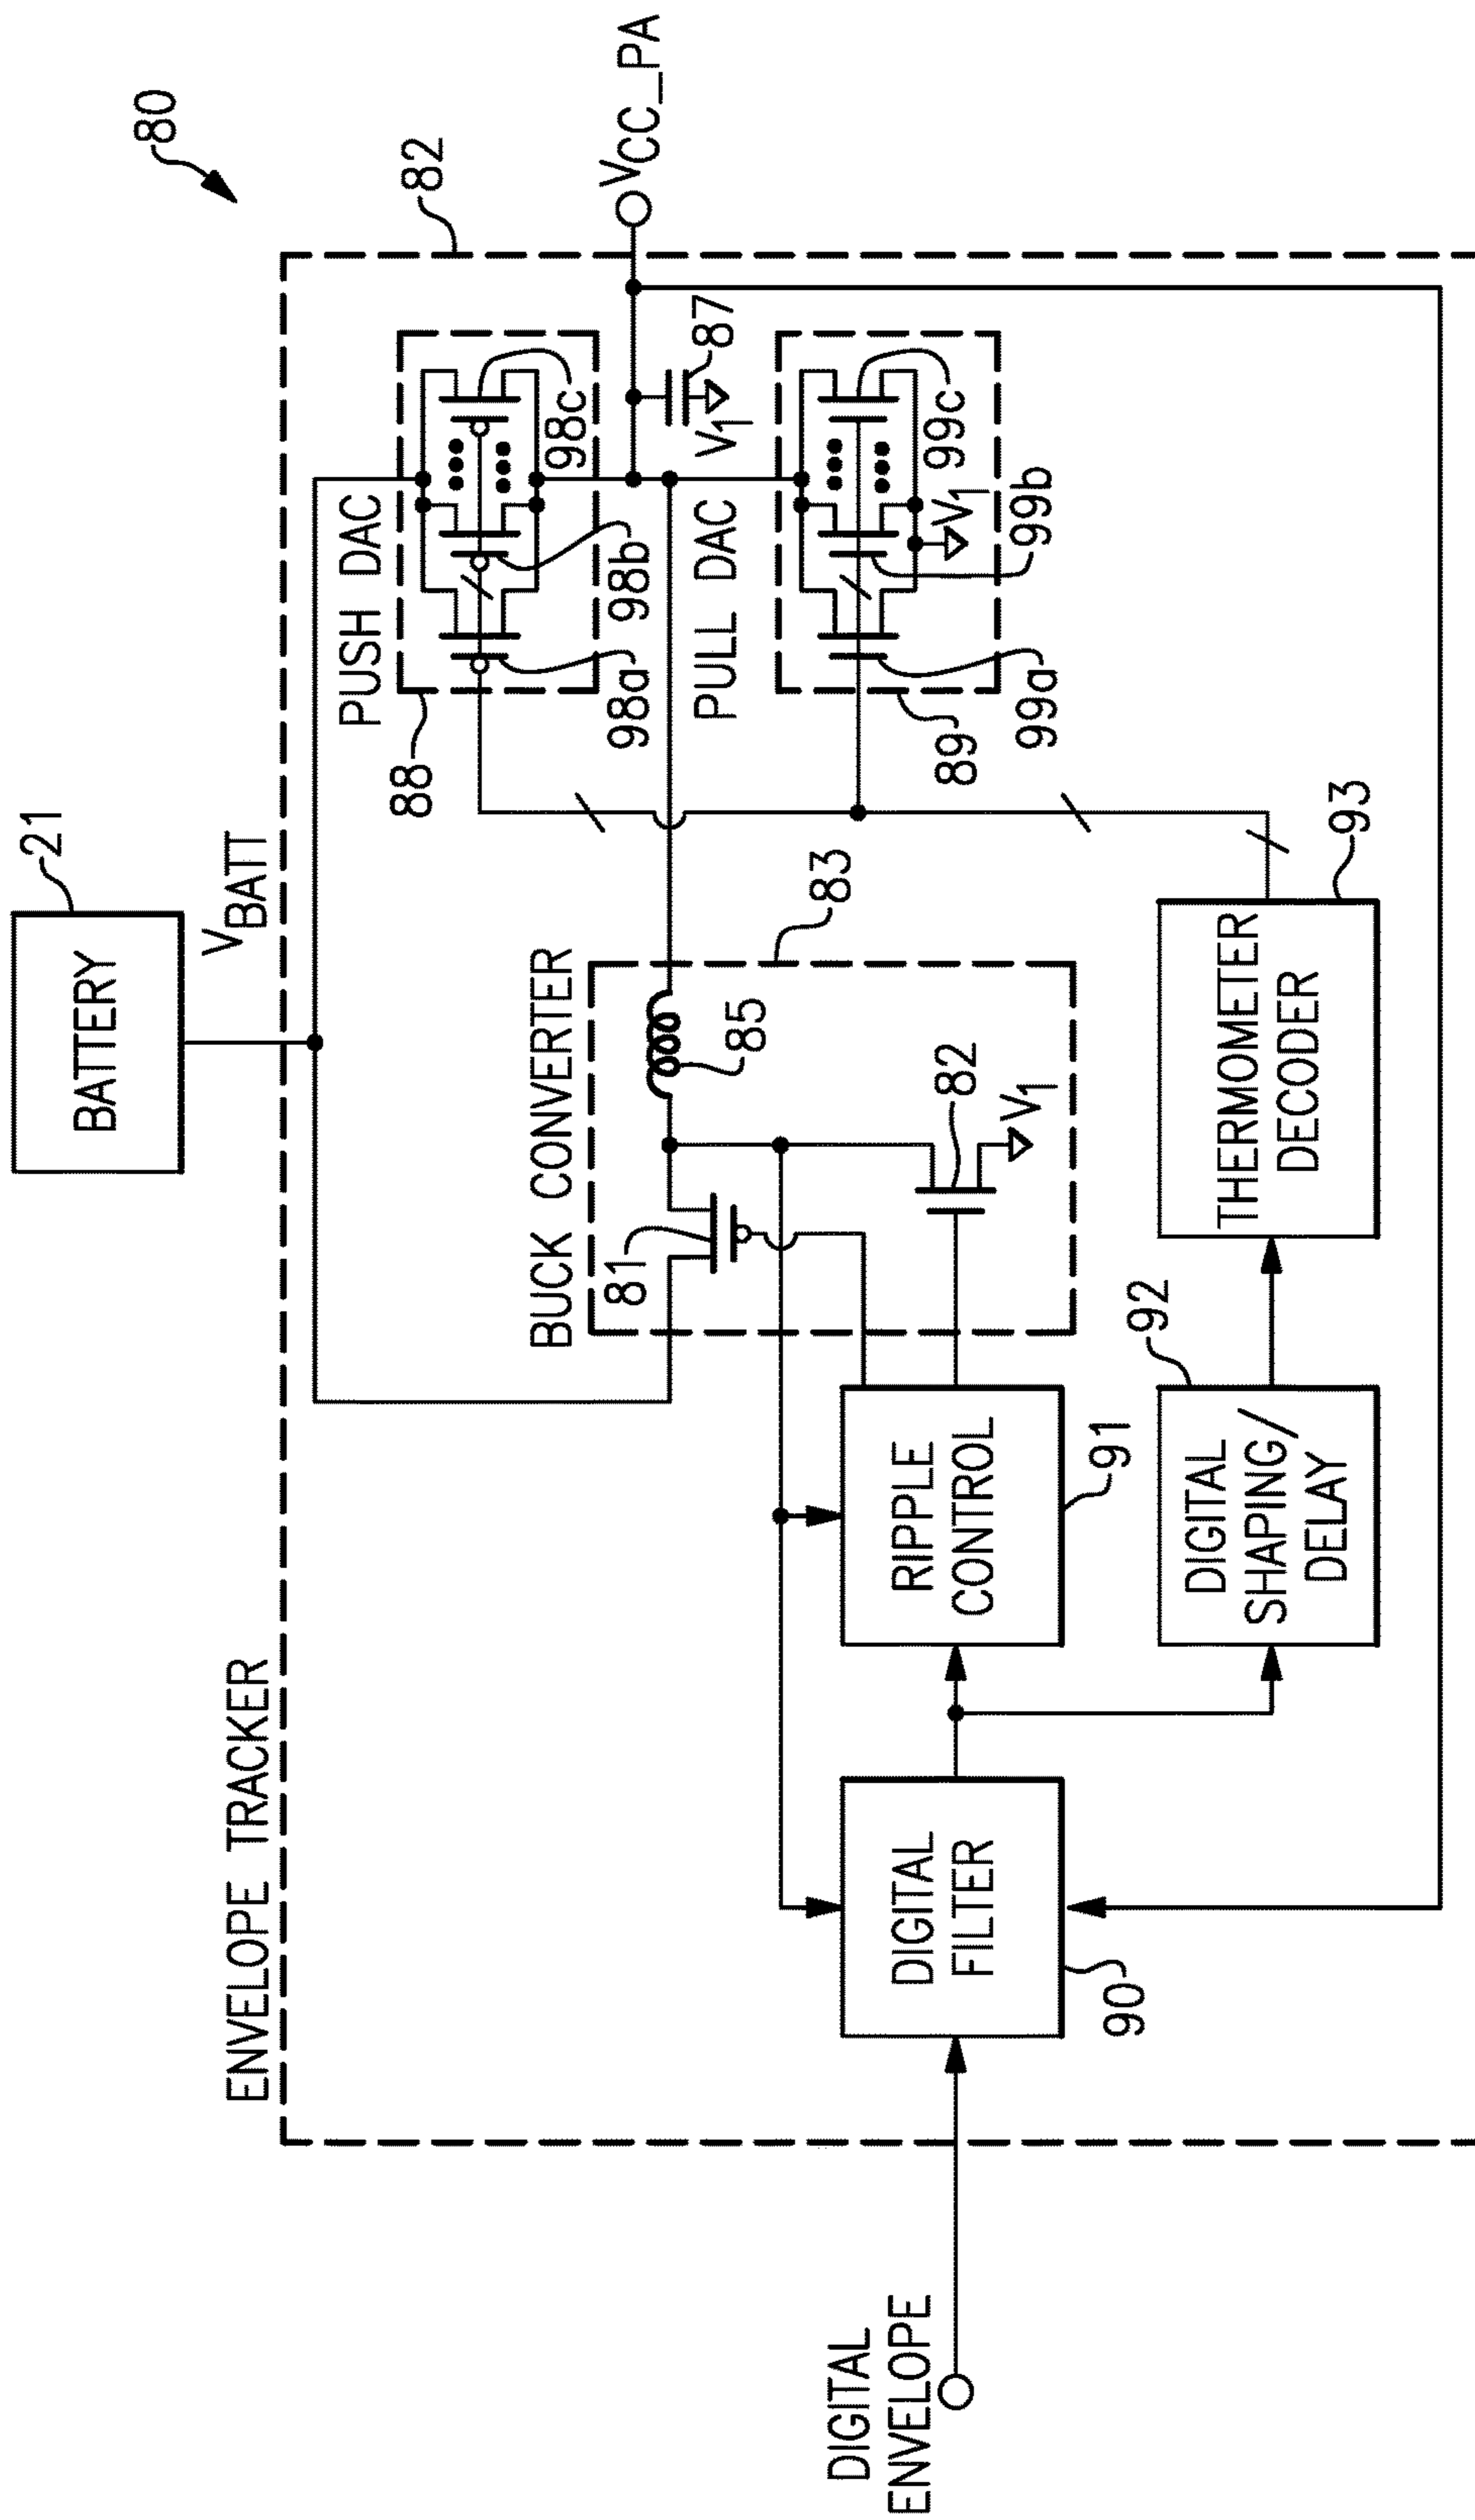 80
BATTERY
21
VBATT
ENVELOPE TRACKER
82
PUSH DAC
88
98a
98b
98c
VCC_PA
87
V1
BUCK CONVERTER
83
81
85
82
V1
PULL DAC
89
99a
99b
99c
V1
DIGITAL
ENVELOPE
DIGITAL
FILTER
90
RIPPLE
CONTROL
91
DIGITAL
SHAPING/
DELAY
92
THERMOMETER
DECODER
93